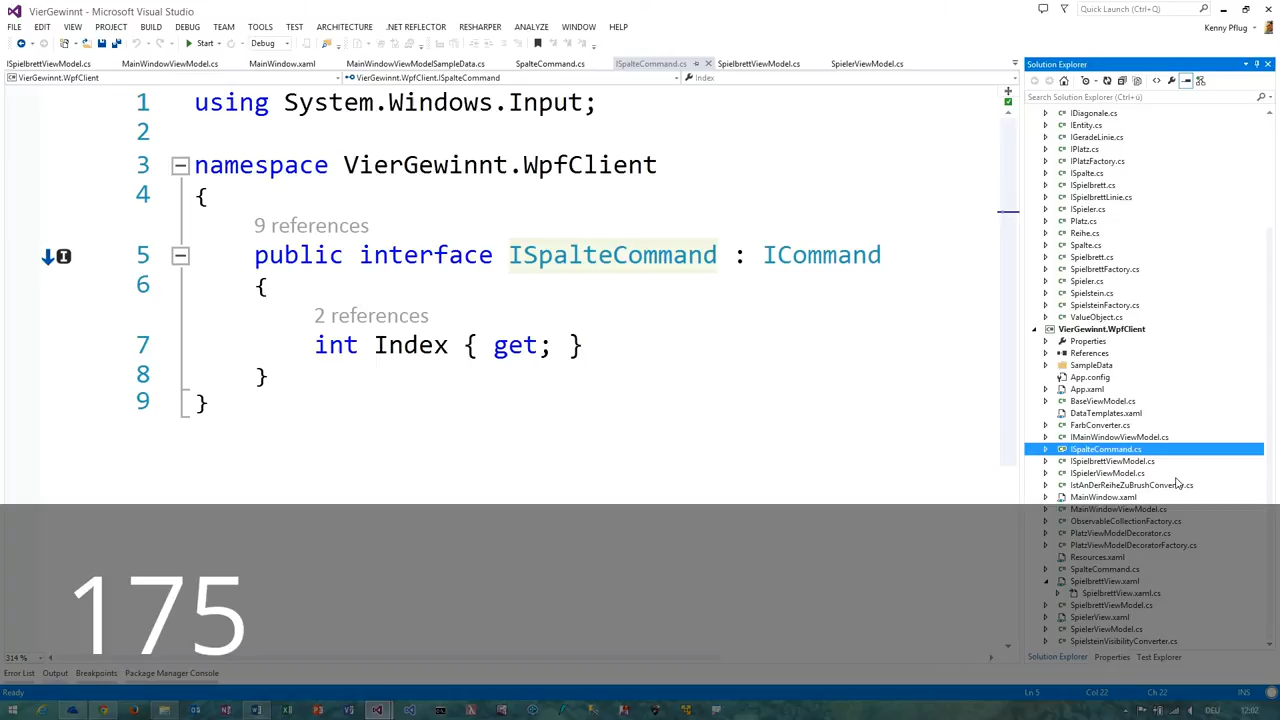 VierGewinnt - Microsoft Visual Studio
Quick Launch (Ctrl+Q)
FILE EDIT VIEW PROJECT BUILD DEBUG TEAM TOOLS TEST ARCHITECTURE .NET REFLECTOR RESHARPER ANALYZE WINDOW HELP
Kenny Pflug
Start Debug
ISpielbrettViewModel.cs MainWindowViewModel.cs MainWindow.xaml MainWindowViewModelSampleData.cs SpalteCommand.cs ISpalteCommand.cs SpielbrettViewModel.cs SpielerViewModel.cs
VierGewinnt.WpfClient VierGewinnt.WpfClient.ISpalteCommand Index
1 using System.Windows.Input;
2
3 namespace VierGewinnt.WpfClient
4 {
9 references
5 public interface ISpalteCommand : ICommand
6 {
2 references
7 int Index { get; }
8 }
9 }
314 %
175
Solution Explorer
Search Solution Explorer (Ctrl+ü)
IDiagonale.cs
IEntity.cs
IGeradeLinie.cs
IPlatz.cs
IPlatzFactory.cs
ISpalte.cs
ISpielbrett.cs
ISpielbrettLinie.cs
ISpieler.cs
Platz.cs
Reihe.cs
Spalte.cs
Spielbrett.cs
SpielbrettFactory.cs
Spieler.cs
Spielstein.cs
SpielsteinFactory.cs
ValueObject.cs
VierGewinnt.WpfClient
Properties
References
SampleData
App.config
App.xaml
BaseViewModel.cs
DataTemplates.xaml
FarbConverter.cs
IMainWindowViewModel.cs
ISpalteCommand.cs
ISpielbrettViewModel.cs
ISpielerViewModel.cs
IstAnDerReiheZuBrushConverter.cs
MainWindow.xaml
MainWindowViewModel.cs
ObservableCollectionFactory.cs
PlatzViewModelDecorator.cs
PlatzViewModelDecoratorFactory.cs
Resources.xaml
SpalteCommand.cs
SpielbrettView.xaml
SpielbrettView.xaml.cs
SpielbrettViewModel.cs
SpielerView.xaml
SpielerViewModel.cs
SpielsteinVisibilityConverter.cs
Solution Explorer Properties Test Explorer
Error List Output Breakpoints Package Manager Console
Ready Ln 5 Col 22 Ch 22 INS
DEU 12:02